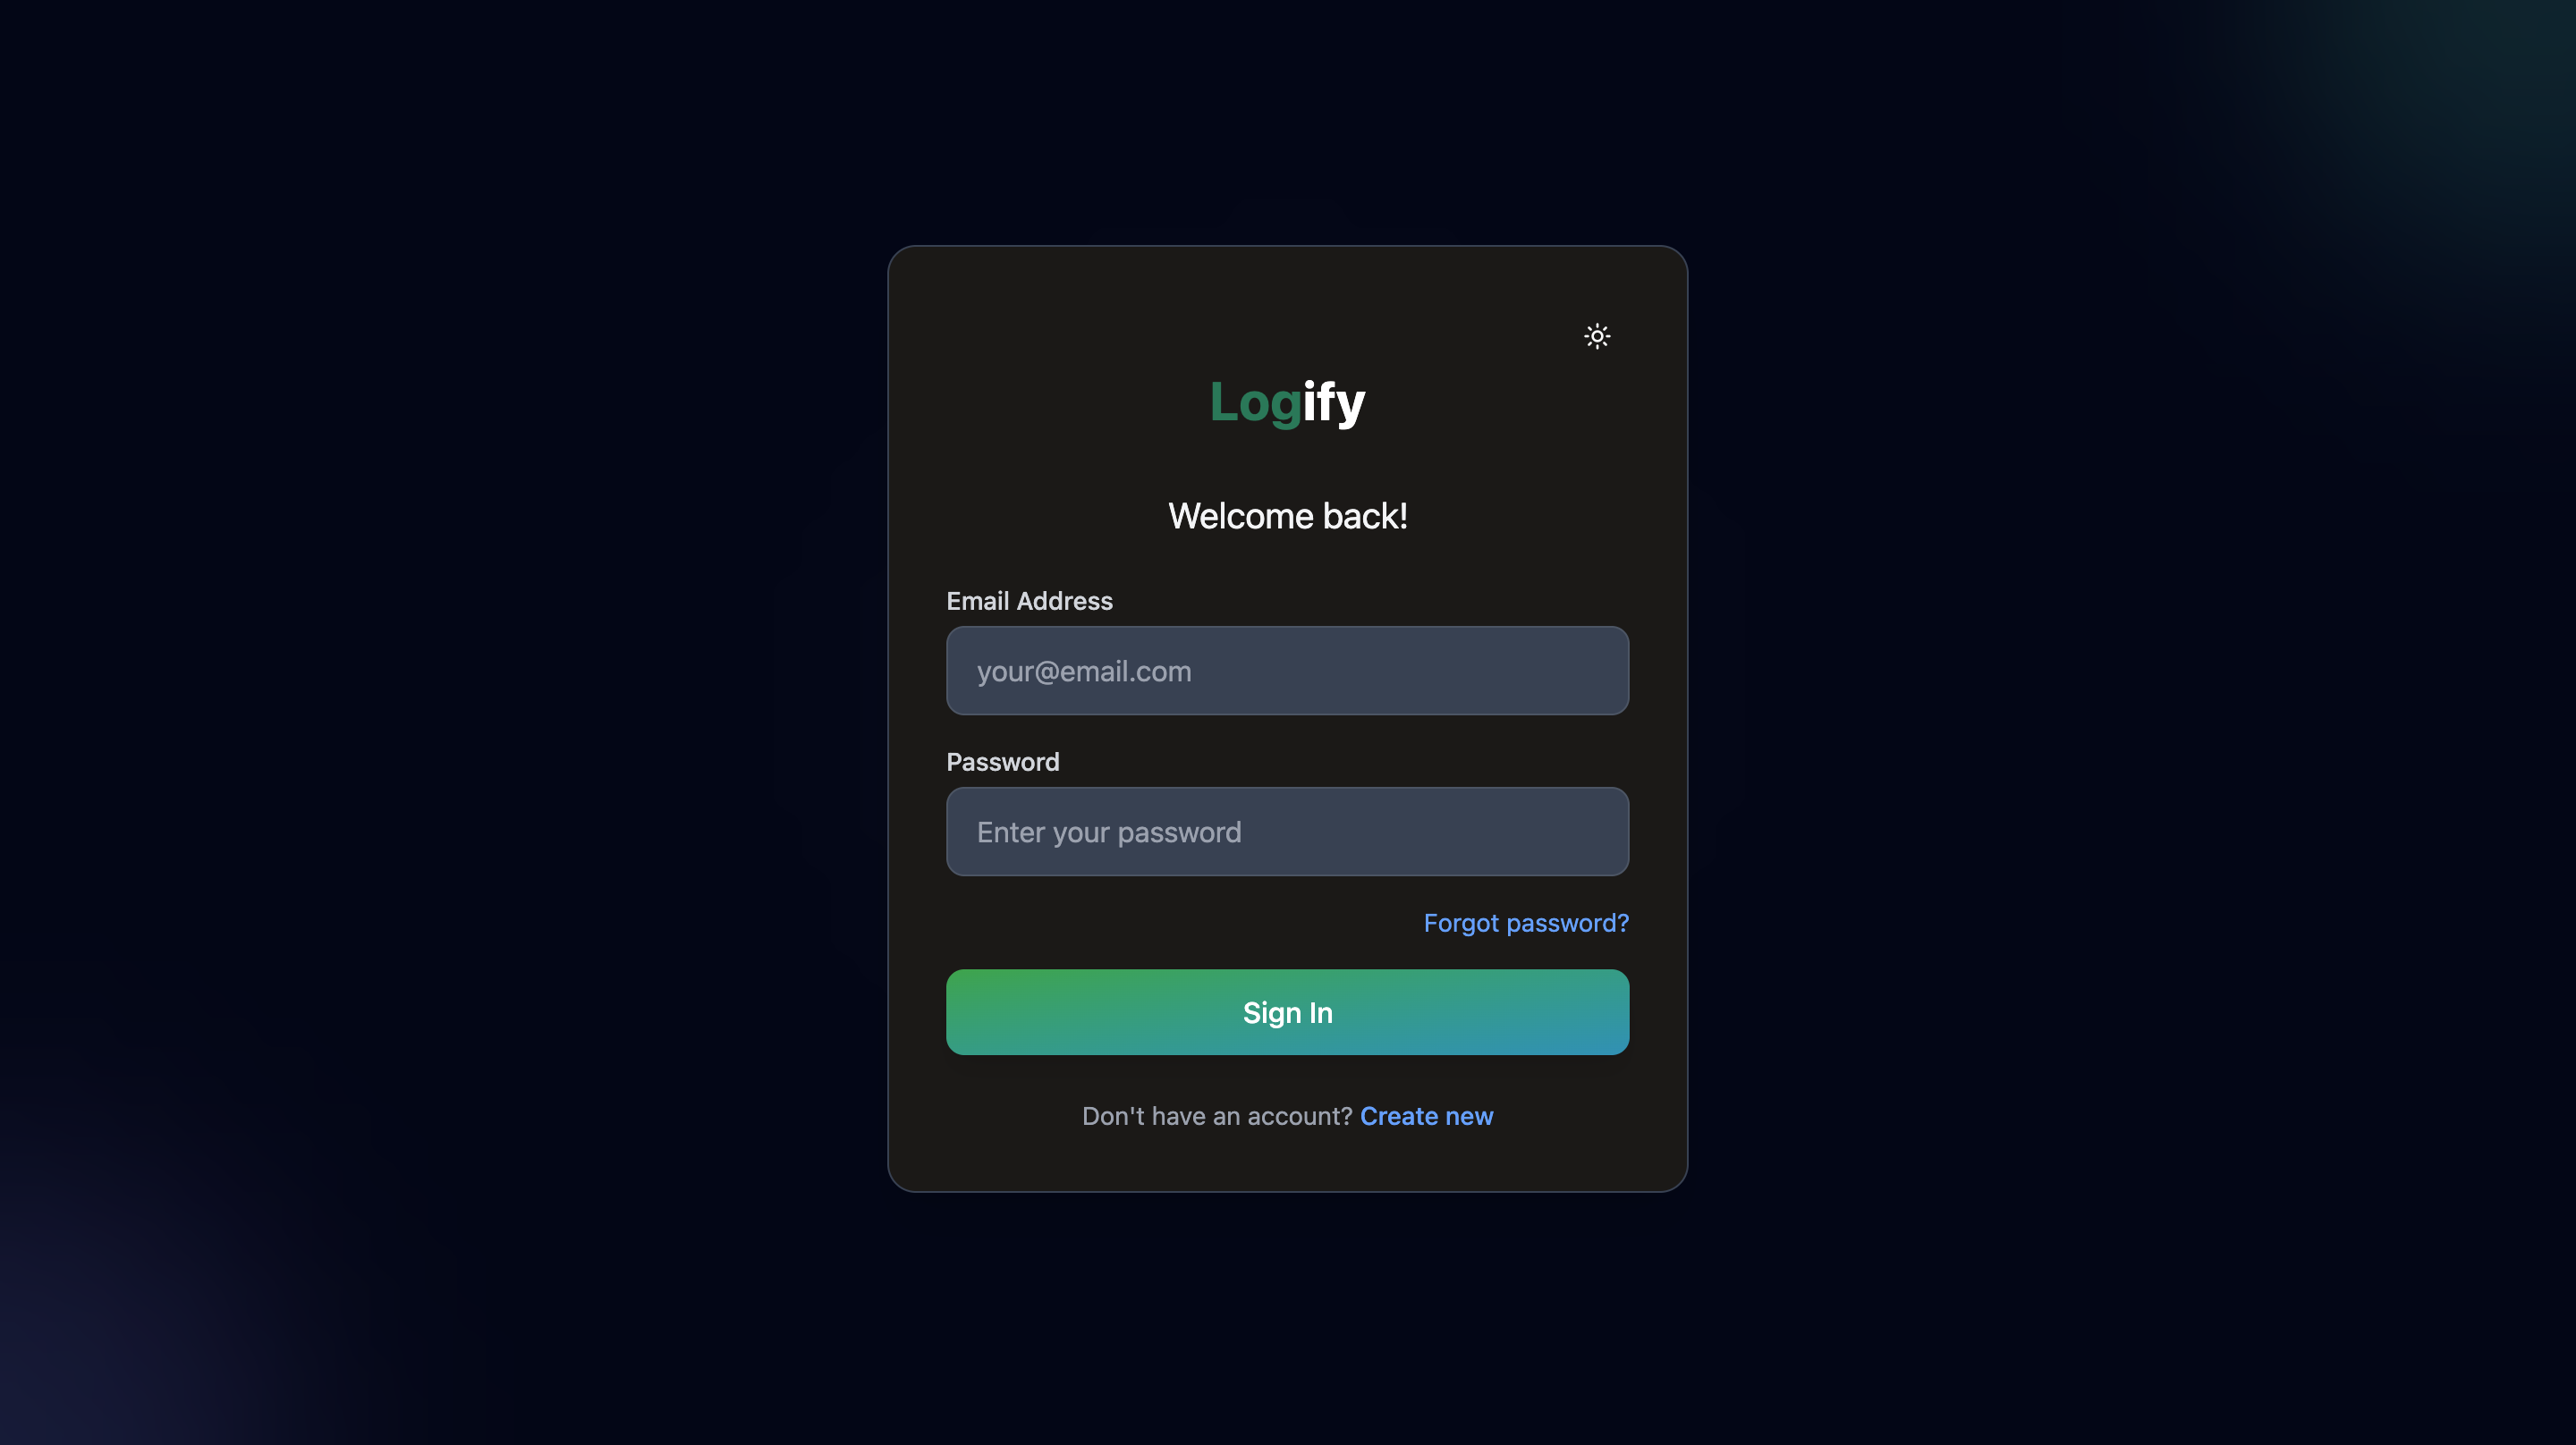 Logify
Welcome back!
Email Address
your@email.com
Password
Enter your password
Forgot password?
Sign In
Don't have an account? Create new